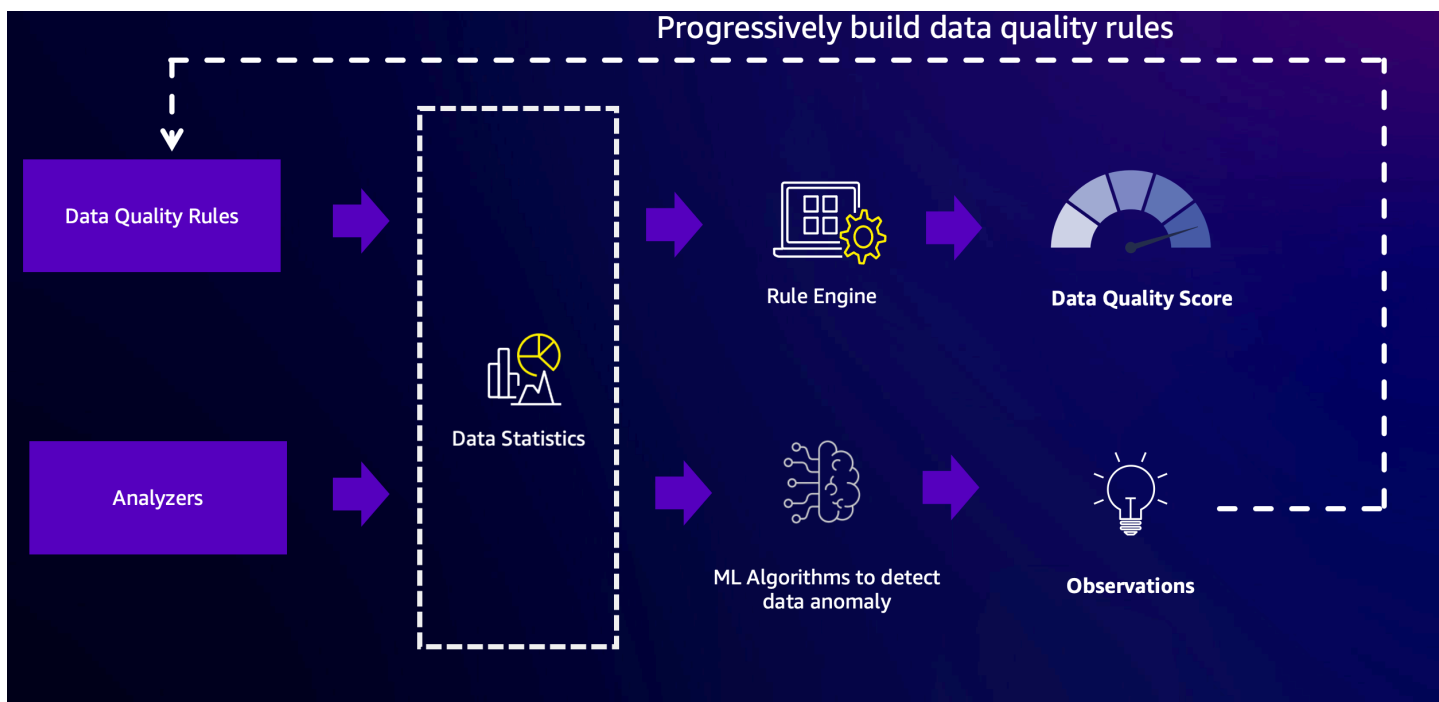 Progressively build data quality rules
Data Quality Rules
Rule Engine
Data Quality Score
Data Statistics
Analyzers
ML Algorithms to detect
data anomaly
Observations